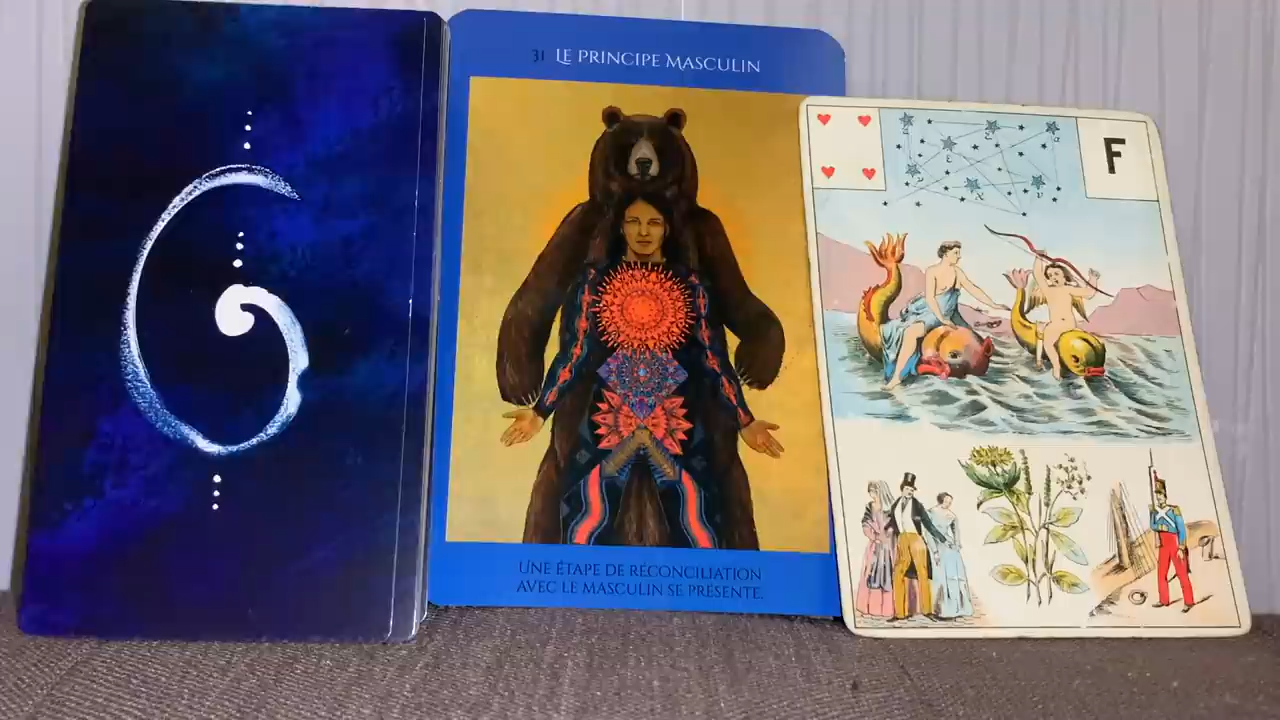 31 Le Principe Masculin
Une étape de réconciliation
avec le masculin se présente.
F